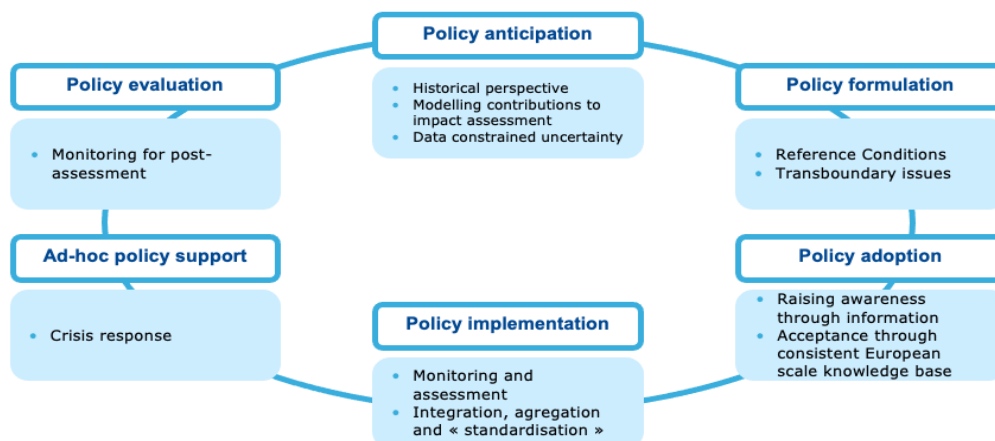 Policy anticipation
Historical perspective
Modelling contributions to
impact assessment
Data constrained uncertainty
Policy formulation
Reference Conditions
Transboundary issues
Policy adoption
Raising awareness
through information
Acceptance through
consistent European
scale knowledge base
Policy implementation
Monitoring and
assessment
Integration, agregation
and « standardisation »
Ad-hoc policy support
Crisis response
Policy evaluation
Monitoring for post-
assessment